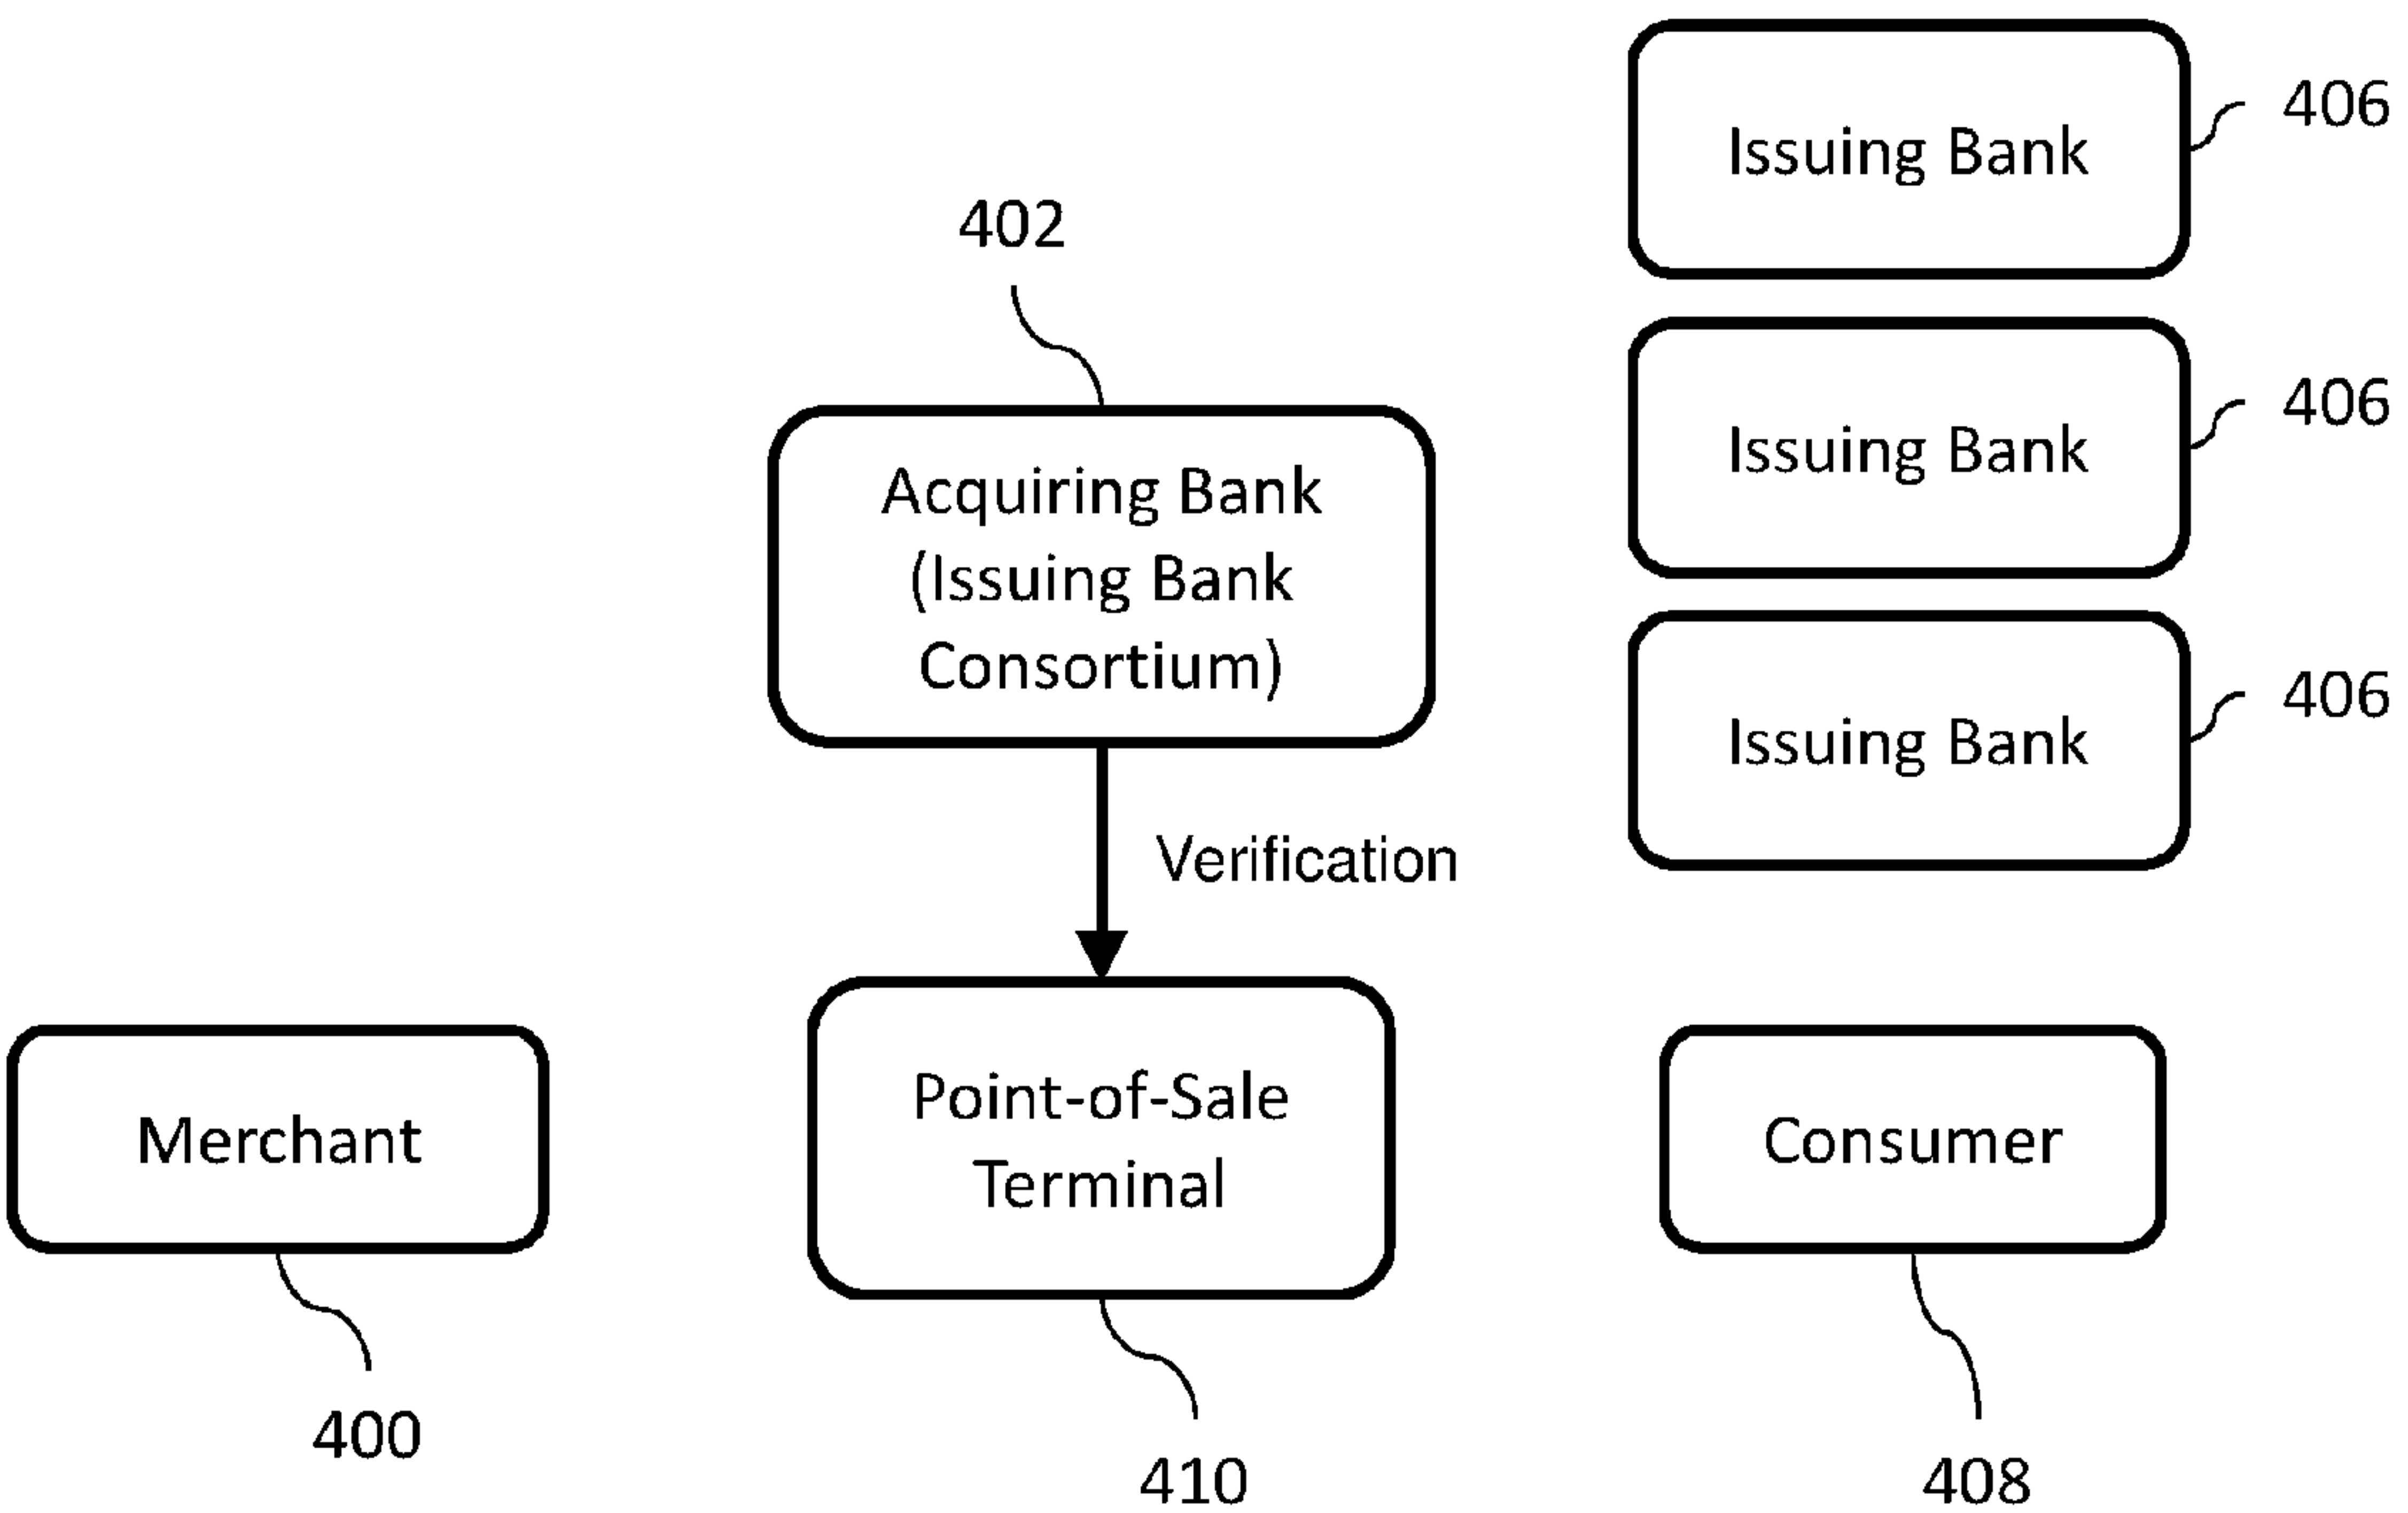 Issuing Bank
406
402
Issuing Bank
406
Acquiring Bank
(Issuing Bank
Consortium)
Issuing Bank
406
Verification
Merchant
Point-of-Sale
Terminal
Consumer
400
410
408